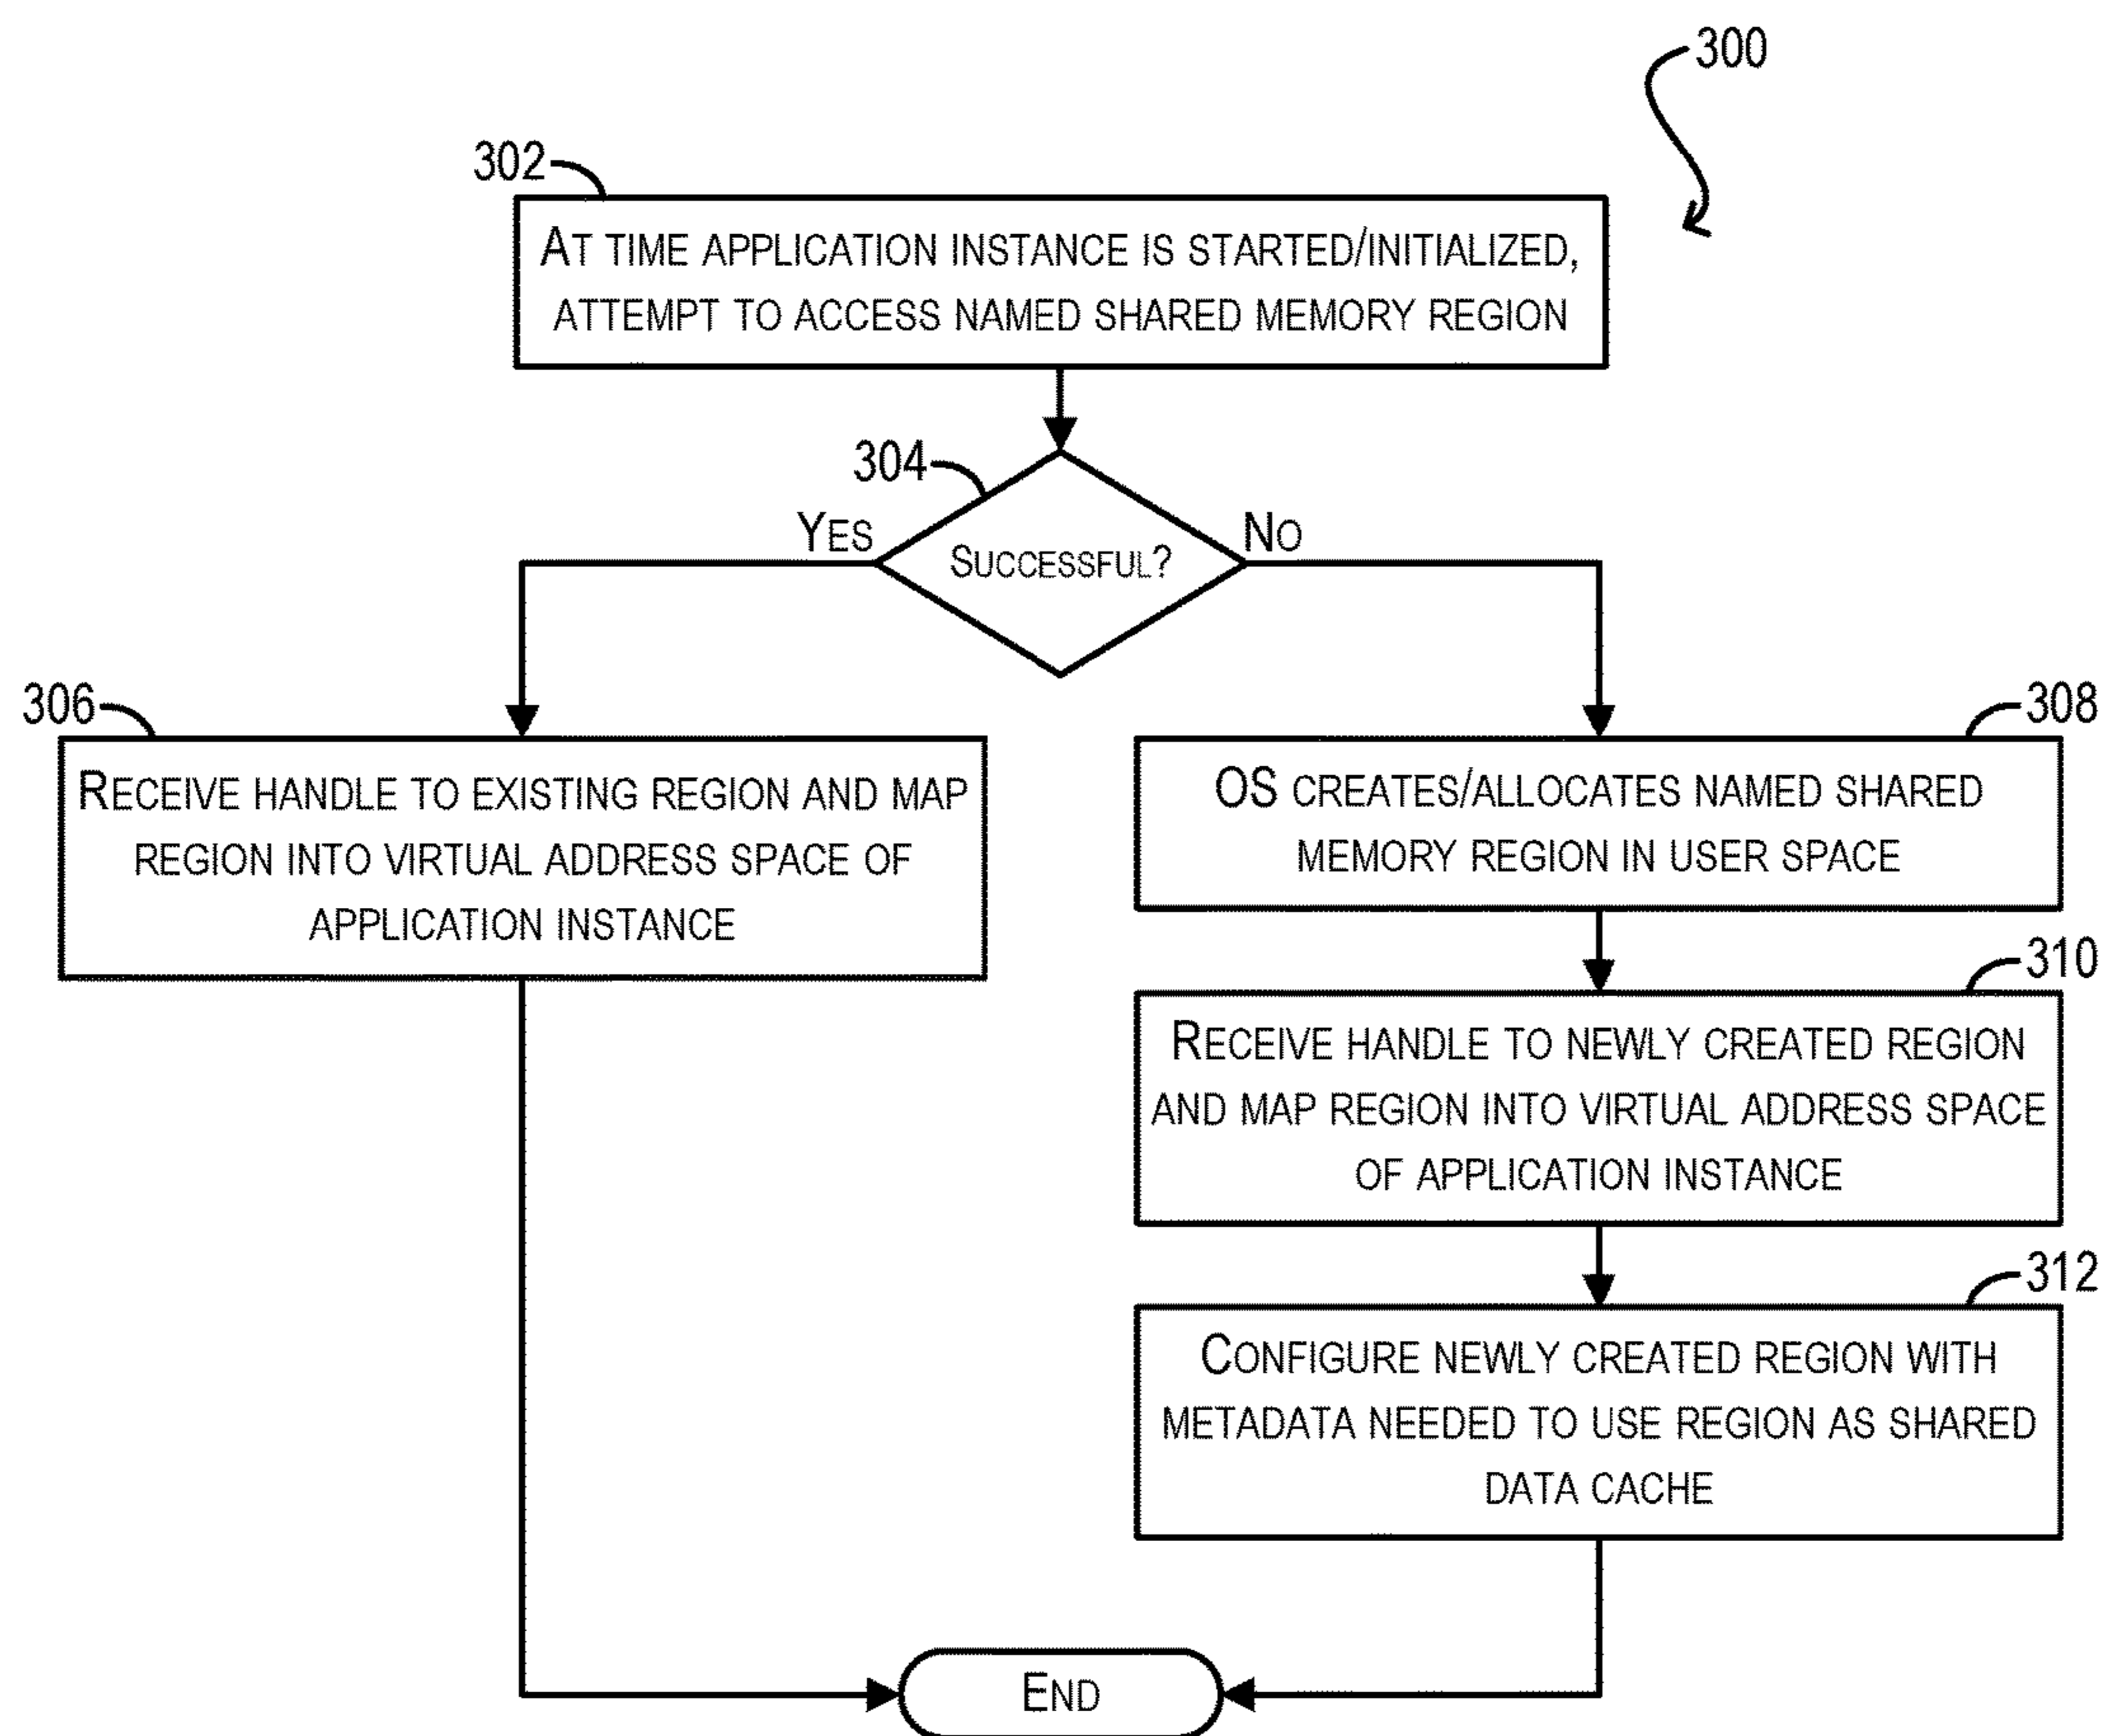 300
302
At time application instance is started/initialized,
attempt to access named shared memory region
304
Yes
No
Successful?
306
308
Receive handle to existing region and map
region into virtual address space of
application instance
OS creates/allocates named shared
memory region in user space
310
Receive handle to newly created region
and map region into virtual address space
of application instance
312
Configure newly created region with
metadata needed to use region as shared
data cache
End